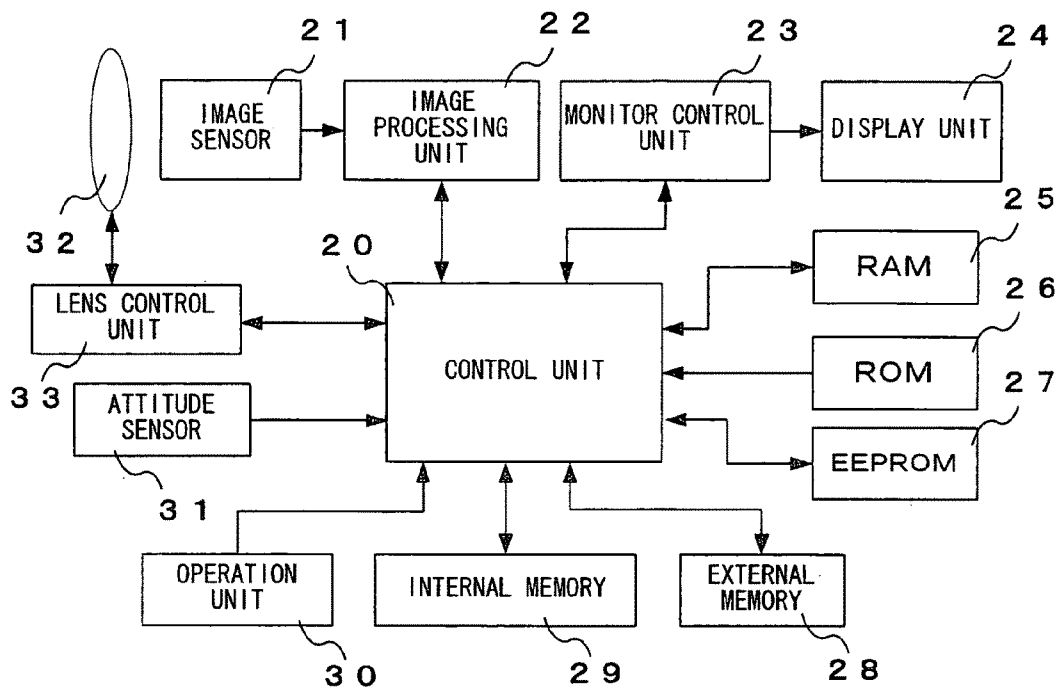 21
22
23
24
IMAGE
SENSOR
IMAGE
PROCESSING
UNIT
MONITOR CONTROL
UNIT
DISPLAY UNIT
32
20
25
LENS CONTROL
UNIT
RAM
26
33
CONTROL UNIT
ROM
27
ATTITUDE
SENSOR
EEPROM
31
OPERATION
UNIT
INTERNAL MEMORY
EXTERNAL
MEMORY
30
29
28